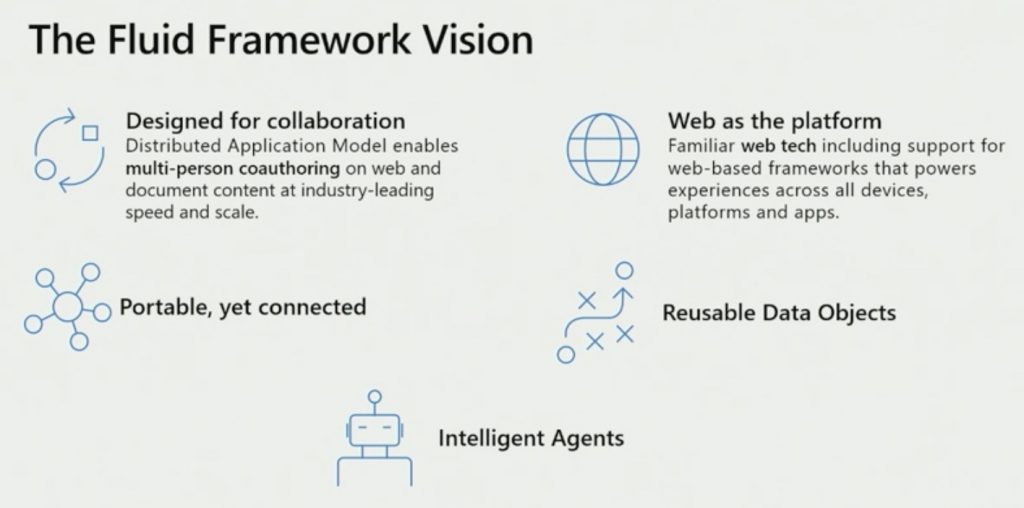 The Fluid Framework Vision
Designed for collaboration
Distributed Application Model enables
multi-person coauthoring on web and
document content at industry-leading
speed and scale.
Web as the platform
Familiar web tech including support for
web-based frameworks that powers
experiences across all devices,
platforms and apps.
Portable, yet connected
Reusable Data Objects
Intelligent Agents